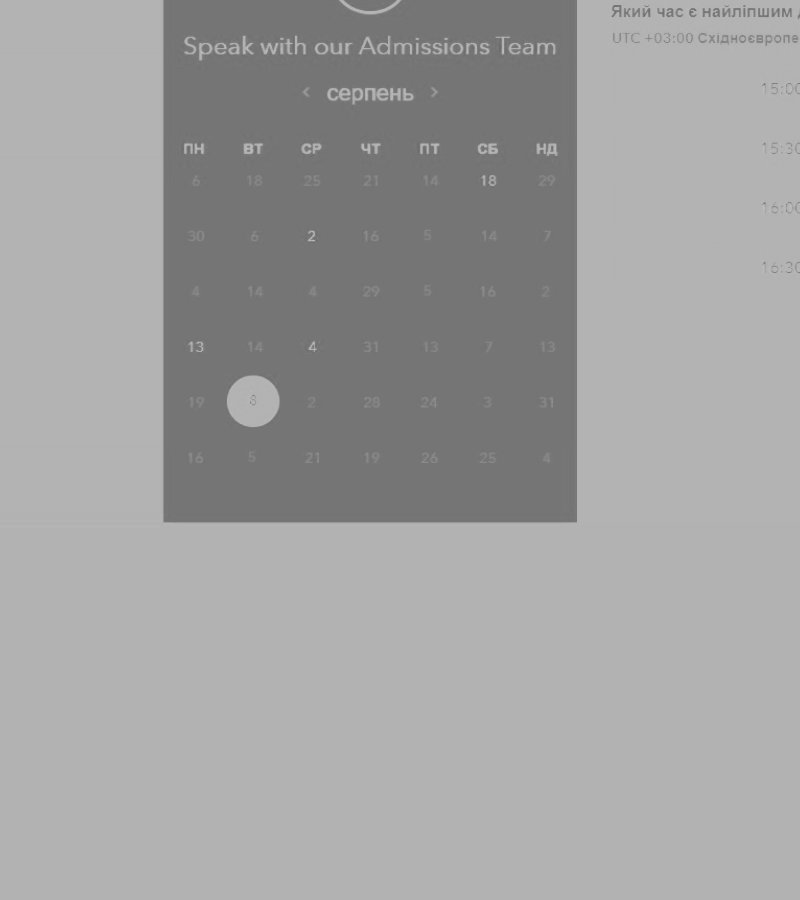 Speak with our Admissions Team
‹ серпень ›
ПН ВТ СР ЧТ ПТ СБ НД
6 18 25 21 14 18 29
30 6 2 16 5 14 7
4 14 4 29 5 16 2
13 14 4 31 13 7 13
19 8 2 28 24 3 31
16 5 21 19 26 25 4
Який час є найліпшим
UTC +03:00 Східноєвропе
15:00
15:30
16:00
16:30